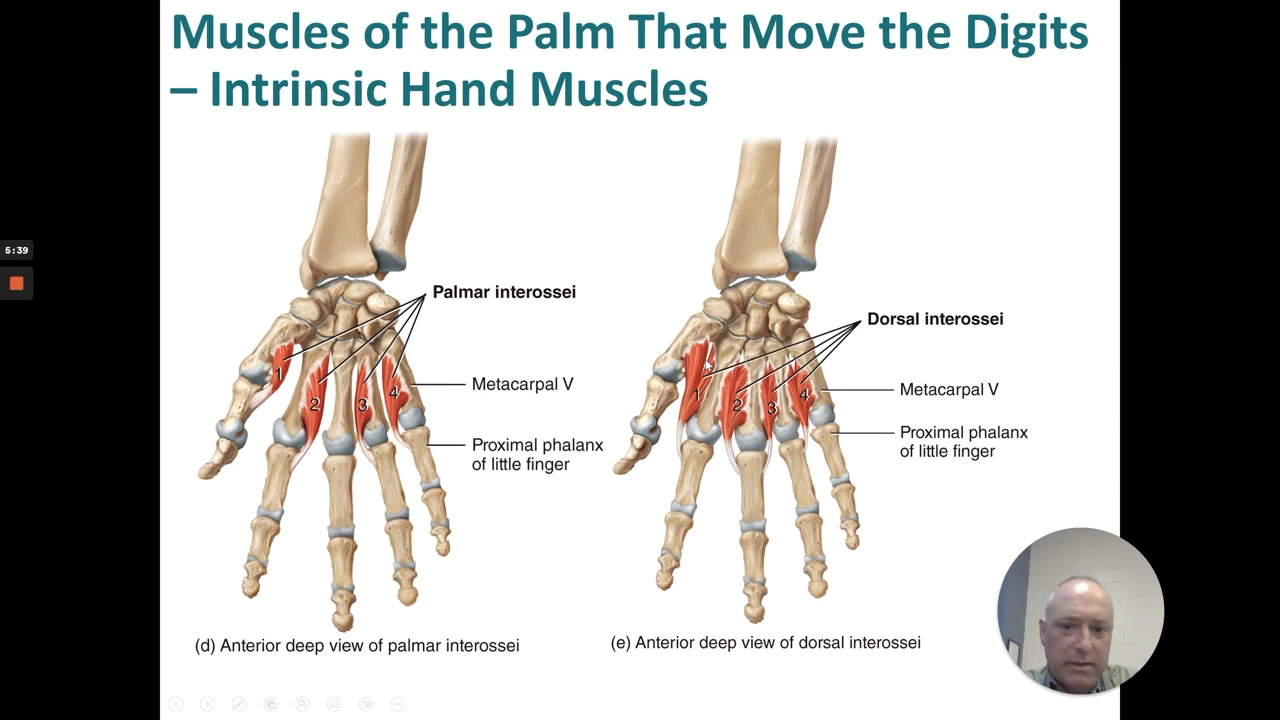 Muscles of the Palm That Move the Digits
– Intrinsic Hand Muscles
5:39
Palmar interossei
Metacarpal V
Proximal phalanx
of little finger
1
2
3
4
(d) Anterior deep view of palmar interossei
Dorsal interossei
Metacarpal V
Proximal phalanx
of little finger
1
2
3
4
(e) Anterior deep view of dorsal interossei